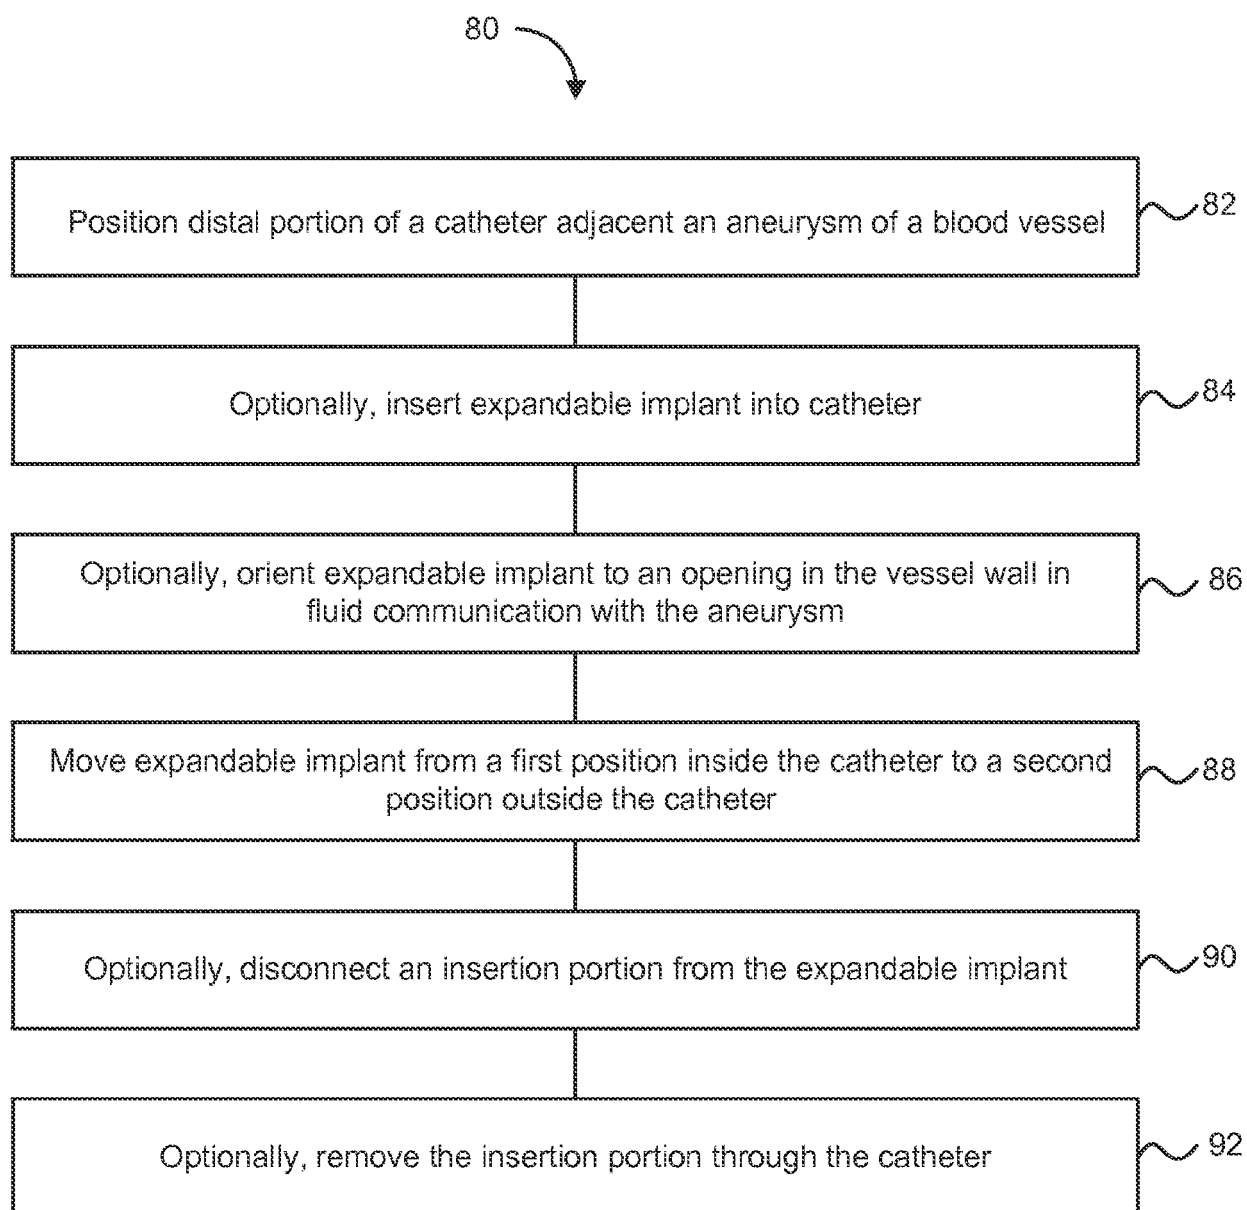 80
Position distal portion of a catheter adjacent an aneurysm of a blood vessel
82
Optionally, insert expandable implant into catheter
84
Optionally, orient expandable implant to an opening in the vessel wall in
fluid communication with the aneurysm
86
Move expandable implant from a first position inside the catheter to a second
position outside the catheter
88
Optionally, disconnect an insertion portion from the expandable implant
90
Optionally, remove the insertion portion through the catheter
92